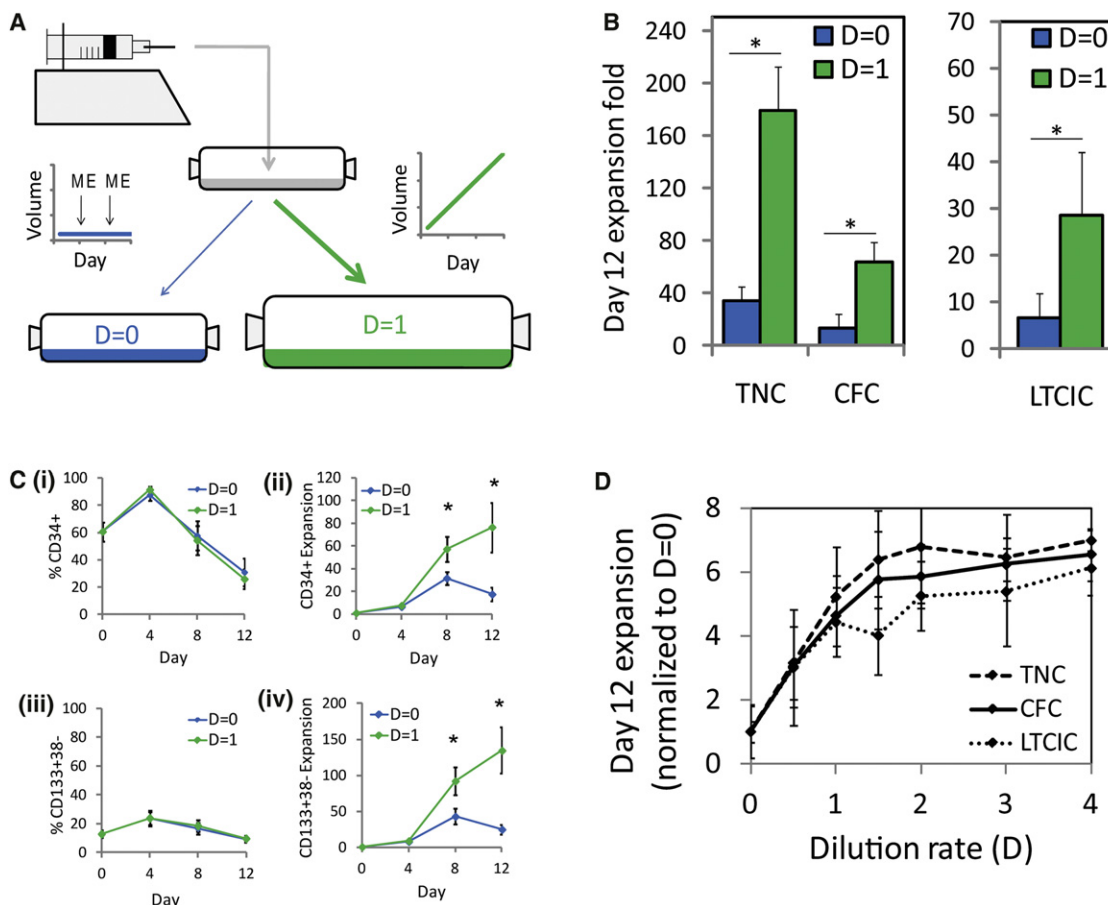 A
ME ME
Volume
Day
Volume
Day
D=0
D=1
B
Day 12 expansion fold
240
200
160
120
80
40
0
D=0
D=1
*
*
TNC CFC
70
60
50
40
30
20
10
0
D=0
D=1
*
LTCIC
C (i)
% CD34+
100
80
60
40
20
0
D=0
D=1
0 4 8 12
Day
(ii)
CD34+ Expansion
120
100
80
60
40
20
0
D=0
D=1
* *
0 4 8 12
Day
(iii)
% CD133+38-
100
80
60
40
20
0
D=0
D=1
0 4 8 12
Day
(iv)
CD133+38- Expansion
200
150
100
50
0
D=0
D=1
* *
0 4 8 12
Day
D
Day 12 expansion
(normalized to D=0)
8
6
4
2
0
TNC
CFC
LTCIC
0 1 2 3 4
Dilution rate (D)